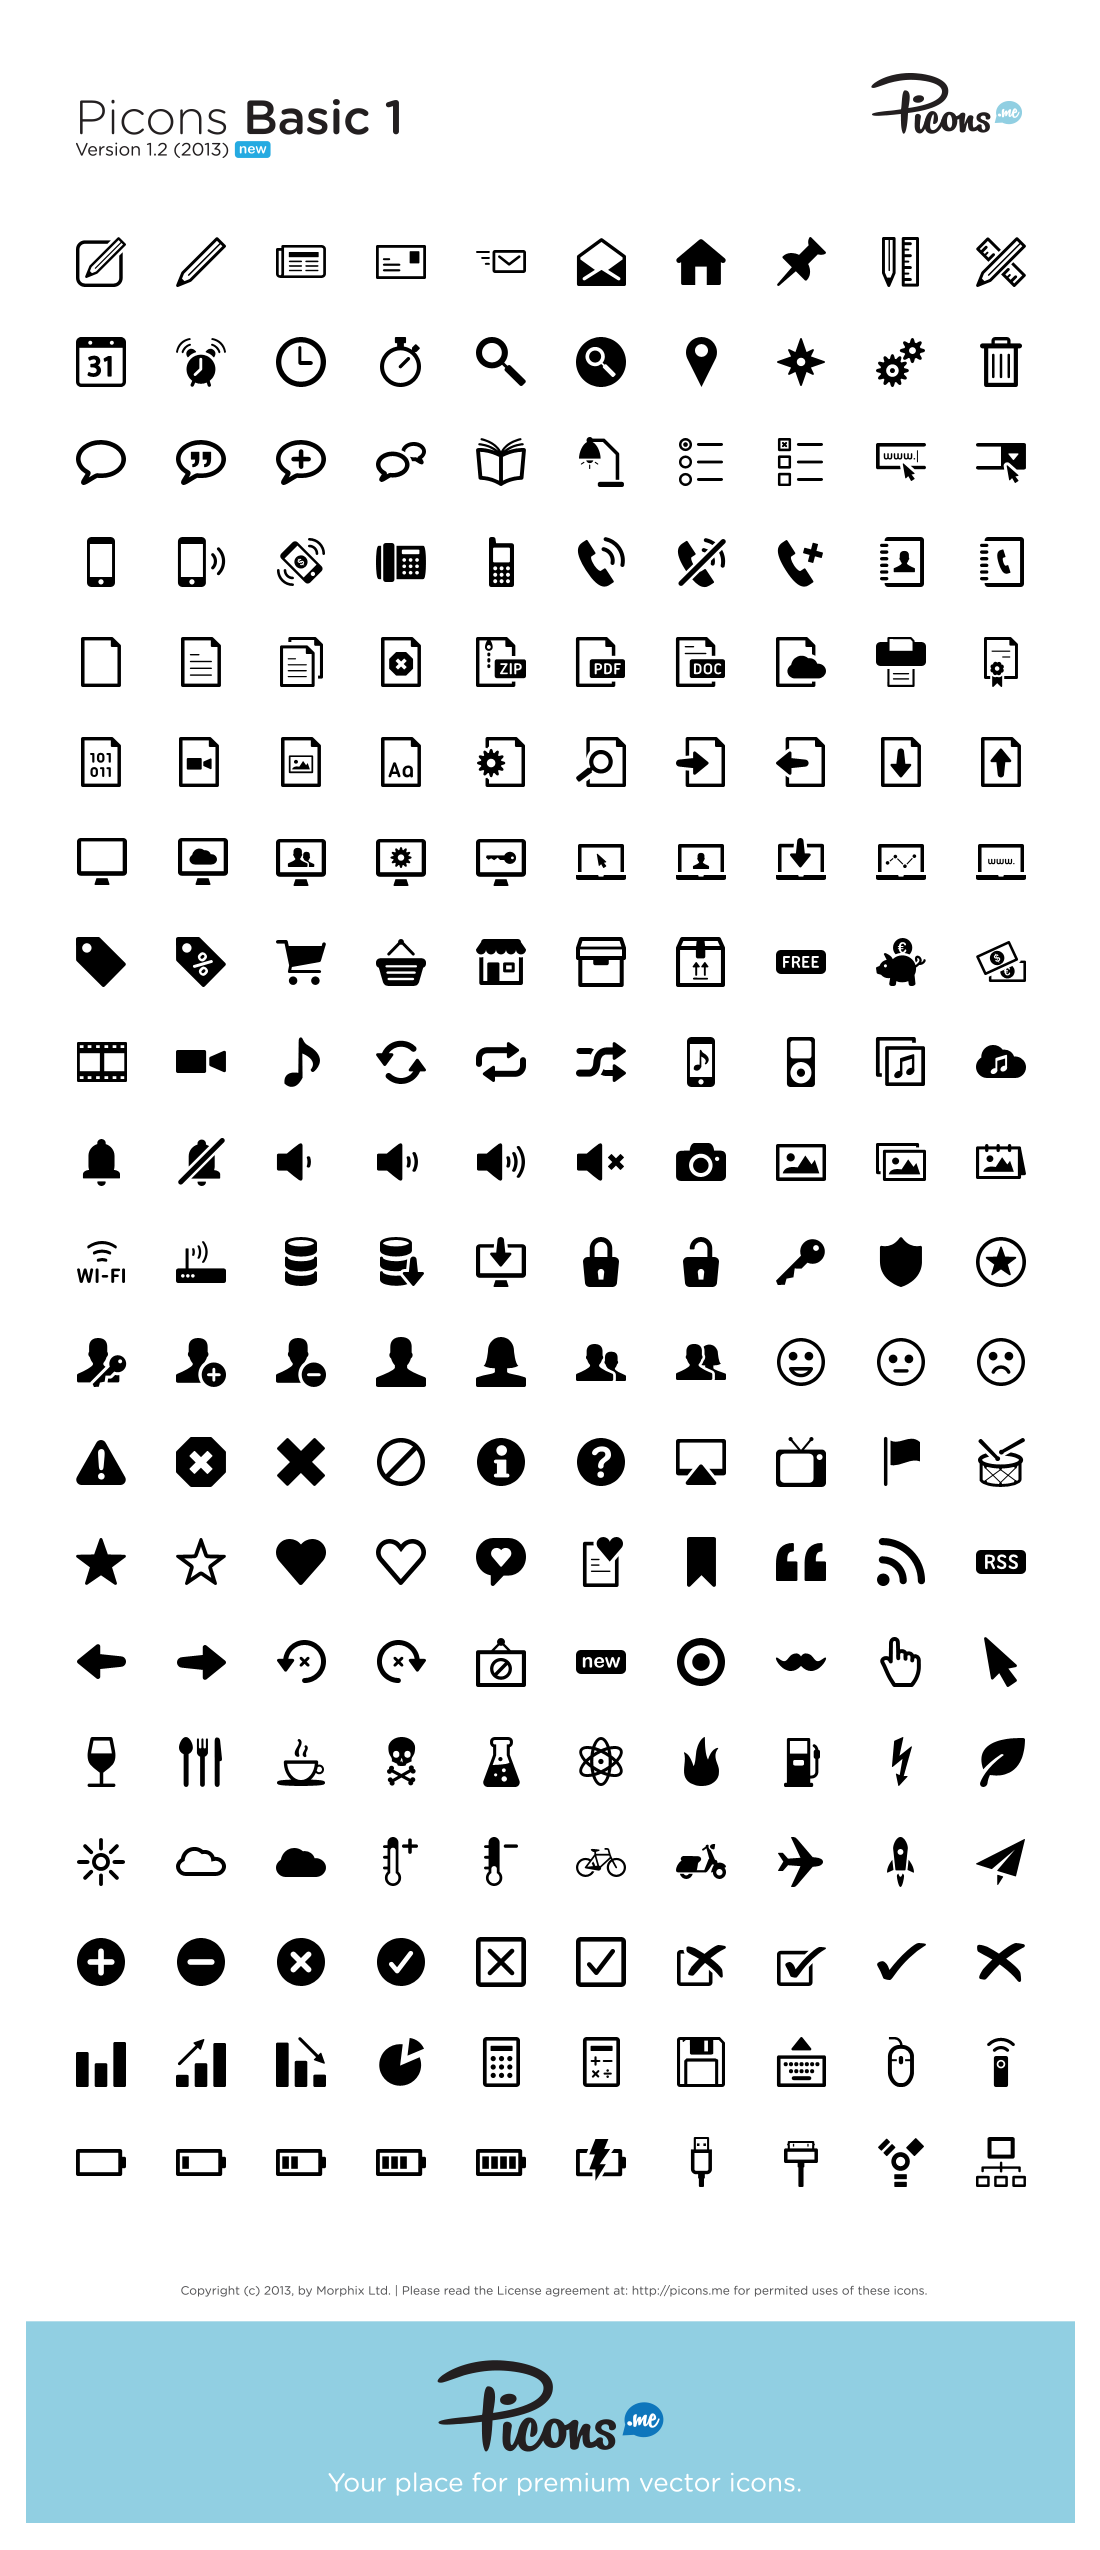 Picons Basic 1
Picons .me
Version 1.2 (2013) new
31
www.
ZIP
PDF
DOC
101
011
Aa
www.
%
FREE
€
$
WI-FI
RSS
new
Copyright (c) 2013, by Morphix Ltd. | Please read the License agreement at: http://picons.me for permited uses of these icons.
Picons .me
Your place for premium vector icons.